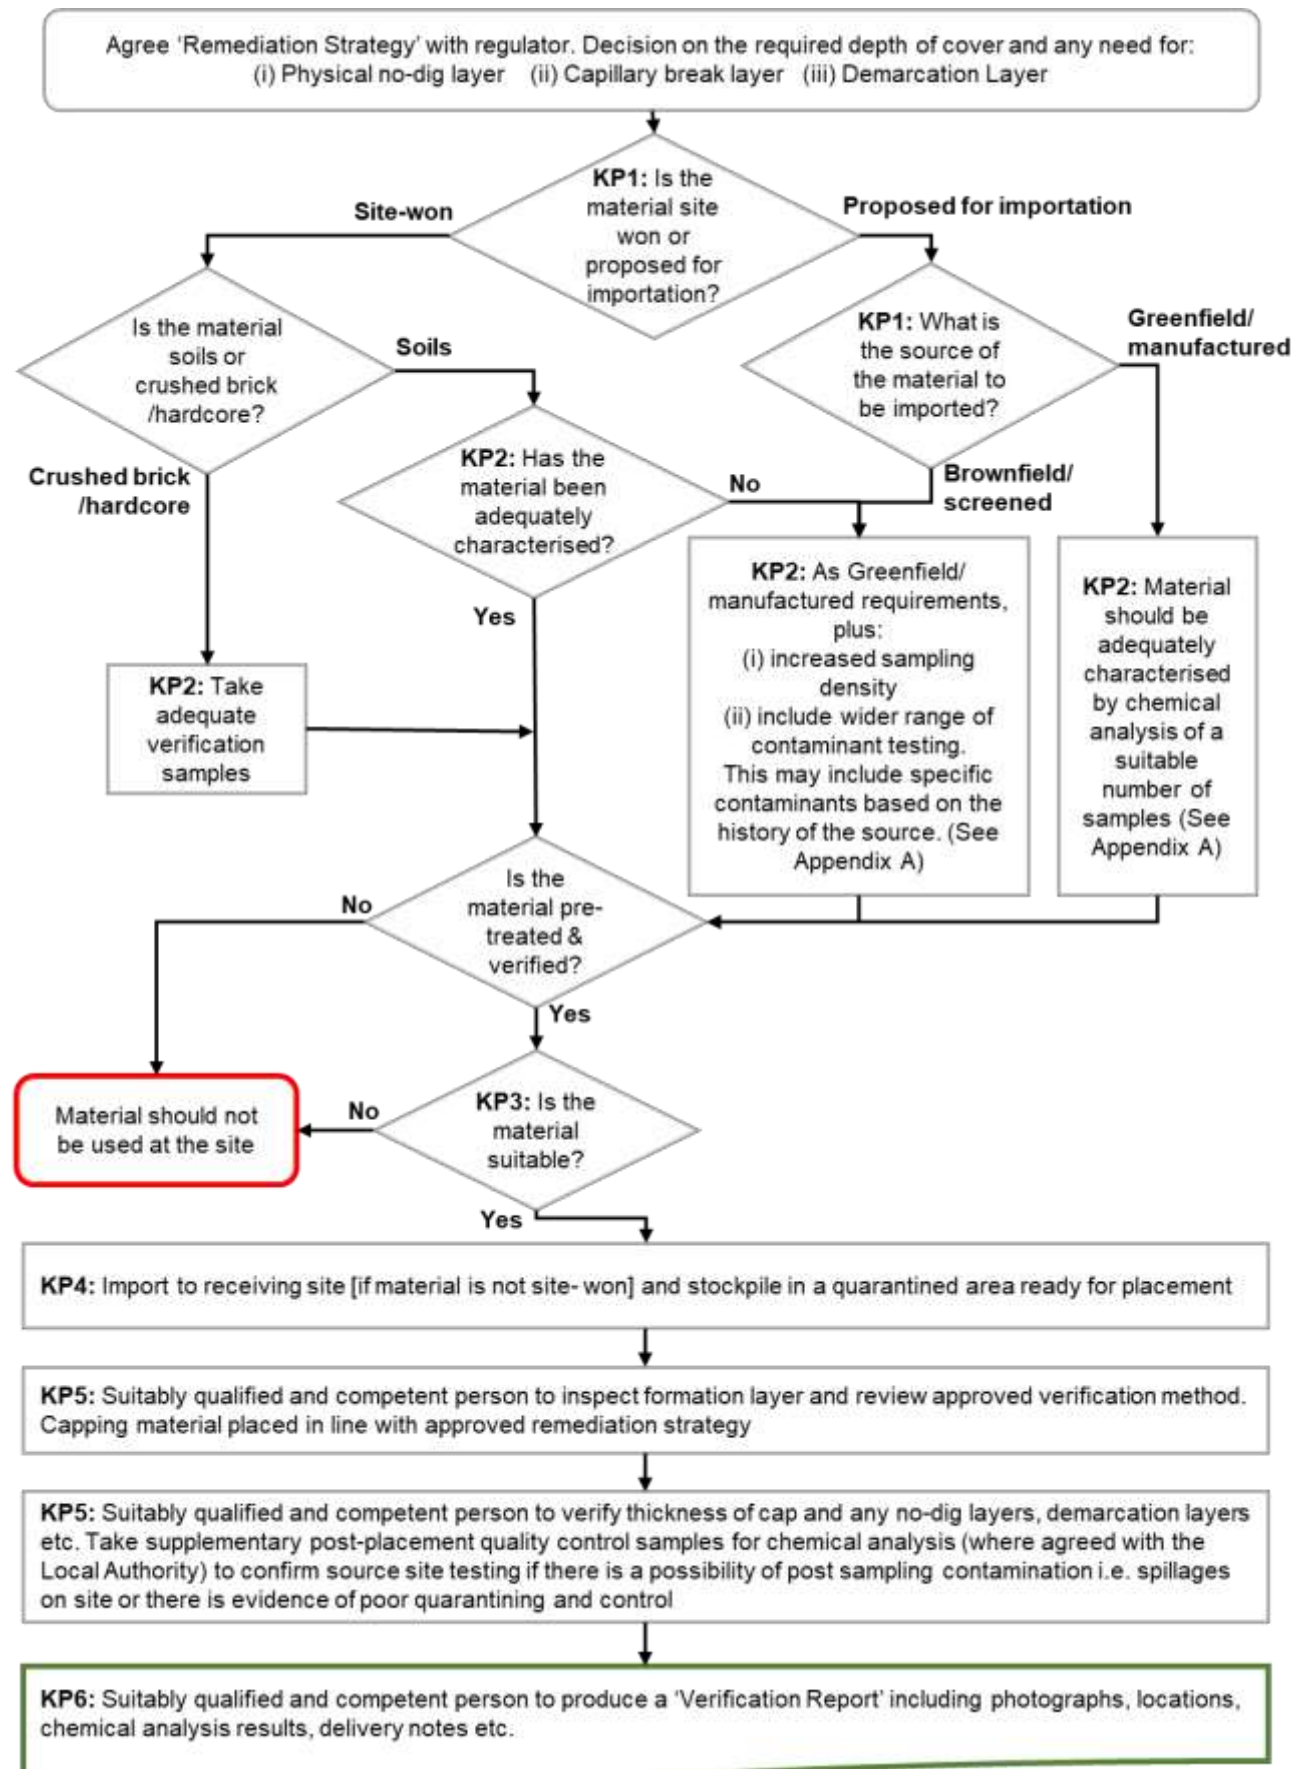 Agree ‘Remediation Strategy’ with regulator. Decision on the required depth of cover and any need for:
(i) Physical no-dig layer (ii) Capillary break layer (iii) Demarcation Layer
KP1: Is the
material site
won or
proposed for
importation?
Site-won
Proposed for importation
Is the material
soils or
crushed brick
/hardcore?
Soils
Crushed brick
/hardcore
KP1: What is
the source of
the material to
be imported?
Greenfield/
manufactured
Brownfield/
screened
KP2: Has the
material been
adequately
characterised?
No
Yes
KP2: Take
adequate
verification
samples
KP2: As Greenfield/
manufactured requirements,
plus:
(i) increased sampling
density
(ii) include wider range of
contaminant testing.
This may include specific
contaminants based on the
history of the source. (See
Appendix A)
KP2: Material
should be
adequately
characterised
by chemical
analysis of a
suitable
number of
samples (See
Appendix A)
Is the
material pre-
treated &
verified?
No
Yes
Material should not
be used at the site
KP3: Is the
material
suitable?
No
Yes
KP4: Import to receiving site [if material is not site- won] and stockpile in a quarantined area ready for placement
KP5: Suitably qualified and competent person to inspect formation layer and review approved verification method.
Capping material placed in line with approved remediation strategy
KP5: Suitably qualified and competent person to verify thickness of cap and any no-dig layers, demarcation layers
etc. Take supplementary post-placement quality control samples for chemical analysis (where agreed with the
Local Authority) to confirm source site testing if there is a possibility of post sampling contamination i.e. spillages
on site or there is evidence of poor quarantining and control
KP6: Suitably qualified and competent person to produce a ‘Verification Report’ including photographs, locations,
chemical analysis results, delivery notes etc.